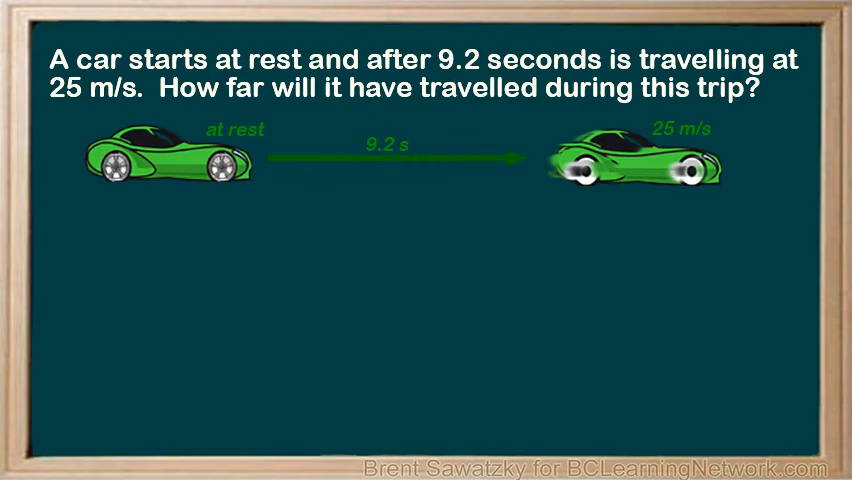 A car starts at rest and after 9.2 seconds is travelling at
25 m/s.  How far will it have travelled during this trip?
at rest
9.2 s
25 m/s
Brent Sawatzky for BCLearningNetwork.com